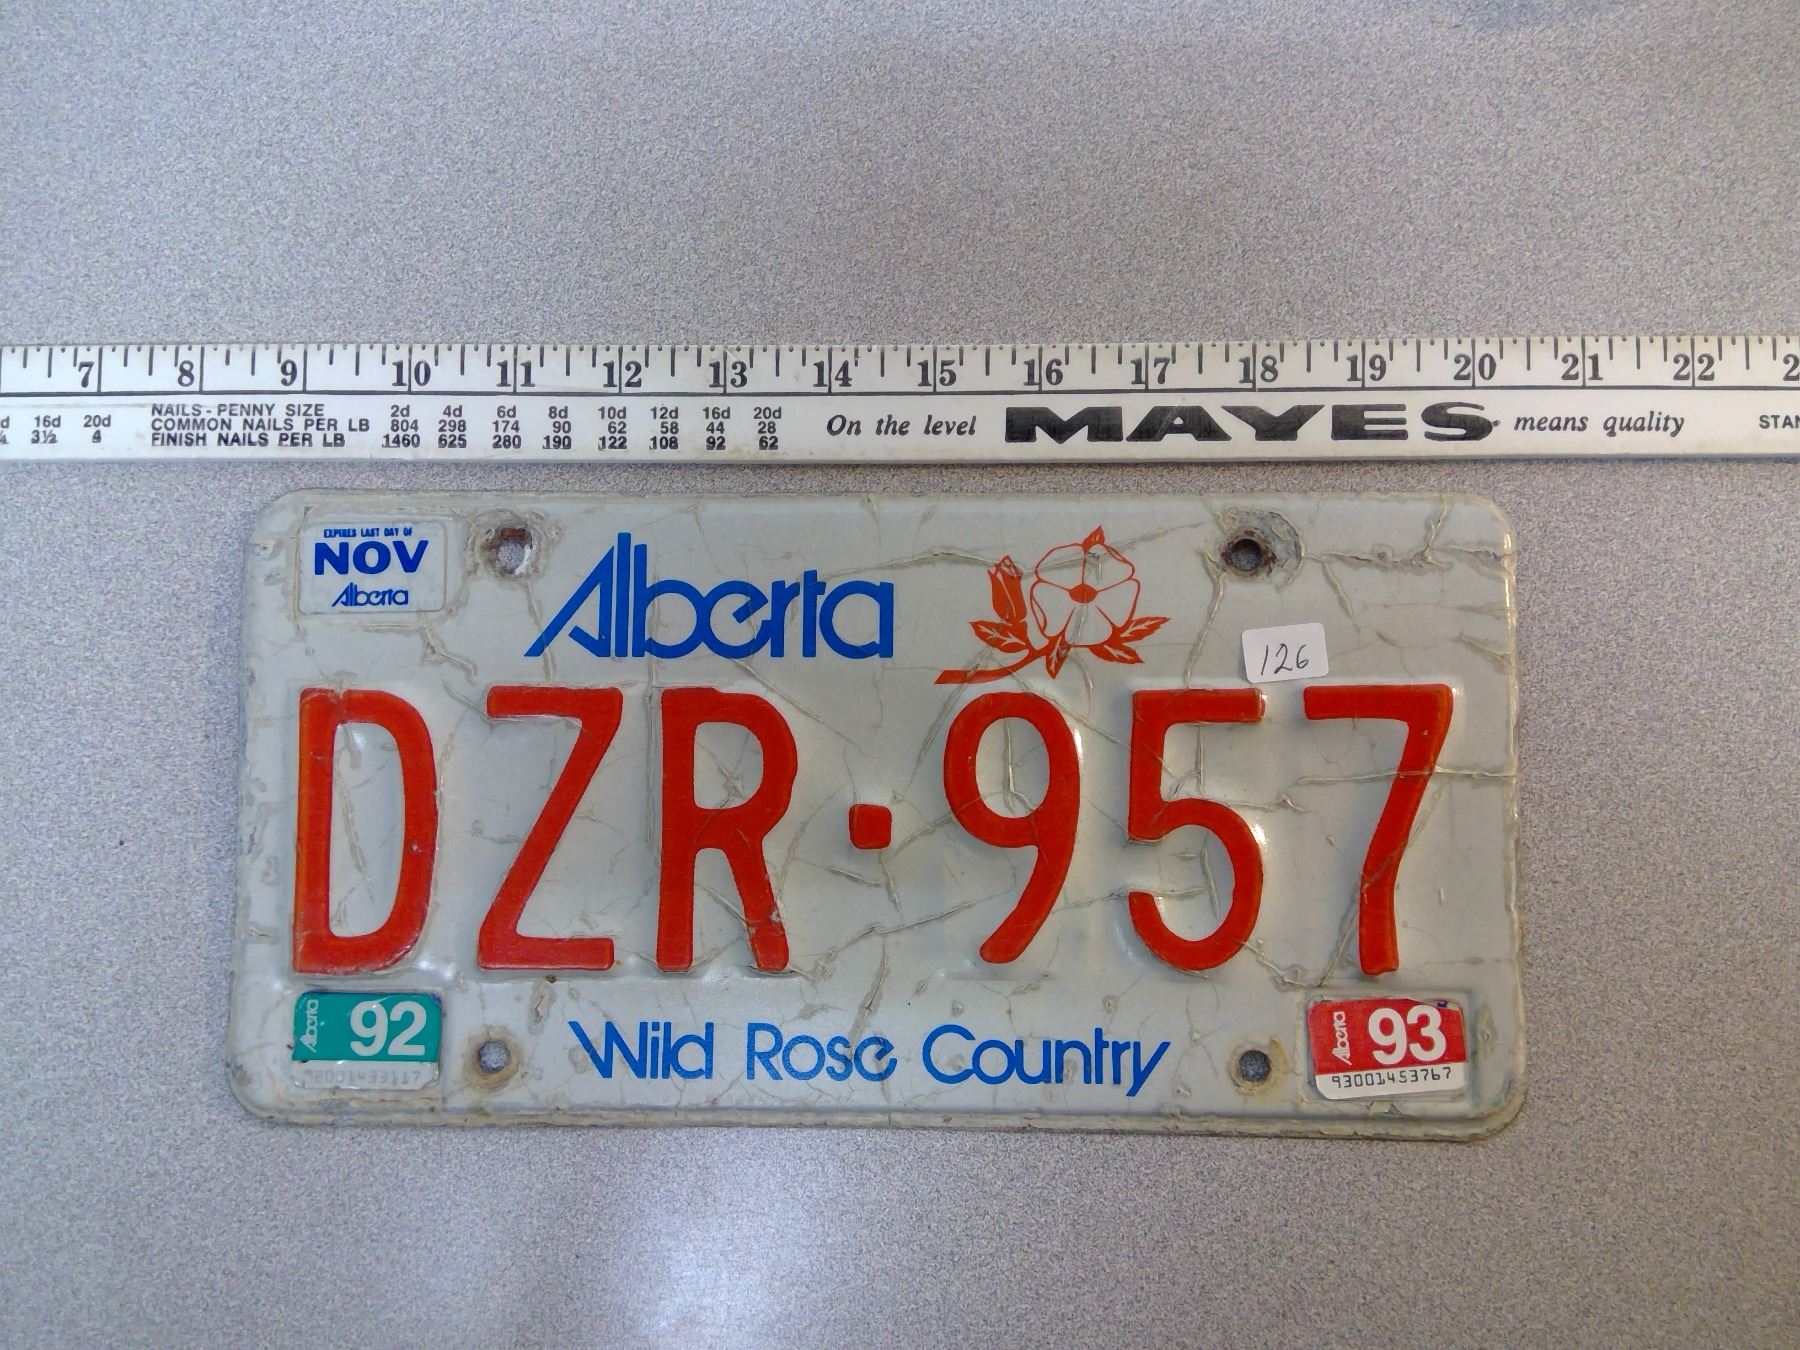 7 8 9 10 11 12 13 14 15 16 17 18 19 20 21 22 2
d 16d 20d NAILS - PENNY SIZE 2d 4d 6d 8d 10d 12d 16d 20d
¼ 3½ 4 COMMON NAILS PER LB 804 298 174 90 62 58 44 28
FINISH NAILS PER LB 1460 625 280 190 122 108 92 62
On the level MAYES means quality STAN
EXPIRES LAST DAY OF
NOV
Alberta
Alberta
126
DZR·957
Alberta 92
Wild Rose Country
Alberta 93
93001453767